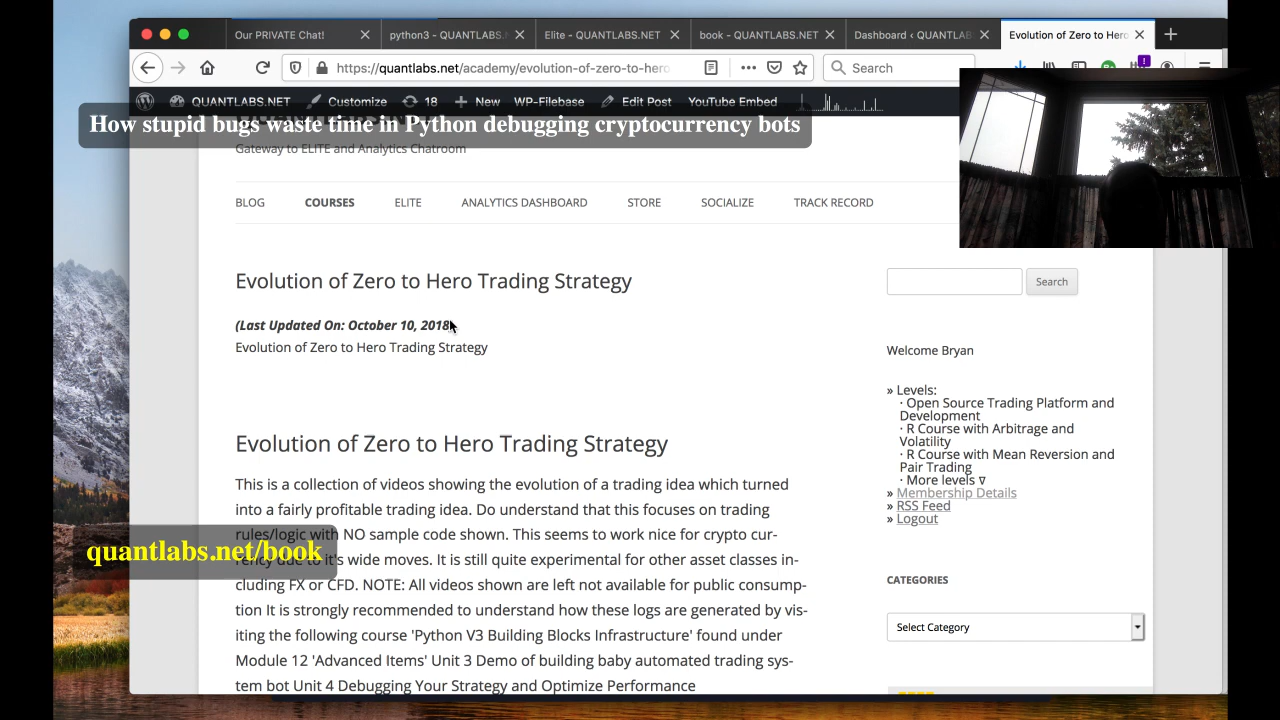 Our PRIVATE Chat!
python3 - QUANTLABS.N
Elite - QUANTLABS.NET
book - QUANTLABS.NET
Dashboard ‹ QUANTLAB
Evolution of Zero to Hero
https://quantlabs.net/academy/evolution-of-zero-to-hero
Search
QUANTLABS.NET
Customize
18
New
WP-Filebase
Edit Post
YouTube Embed
How stupid bugs waste time in Python debugging cryptocurrency bots
Gateway to ELITE and Analytics Chatroom
BLOG
COURSES
ELITE
ANALYTICS DASHBOARD
STORE
SOCIALIZE
TRACK RECORD
Evolution of Zero to Hero Trading Strategy
(Last Updated On: October 10, 2018
Evolution of Zero to Hero Trading Strategy
Evolution of Zero to Hero Trading Strategy
This is a collection of videos showing the evolution of a trading idea which turned
into a fairly profitable trading idea. Do understand that this focuses on trading
rules/logic with NO sample code shown. This seems to work nice for crypto cur-
rency due to it's wide moves. It is still quite experimental for other asset classes in-
cluding FX or CFD. NOTE: All videos shown are left not available for public consump-
tion It is strongly recommended to understand how these logs are generated by vis-
iting the following course 'Python V3 Building Blocks Infrastructure' found under
Module 12 'Advanced Items' Unit 3 Demo of building baby automated trading sys-
tem bot Unit 4 Debugging Your Strategy and Optimize Performance
quantlabs.net/book
Search
Welcome Bryan
» Levels:
· Open Source Trading Platform and
Development
· R Course with Arbitrage and
Volatility
· R Course with Mean Reversion and
Pair Trading
· More levels ∇
» Membership Details
» RSS Feed
» Logout
CATEGORIES
Select Category